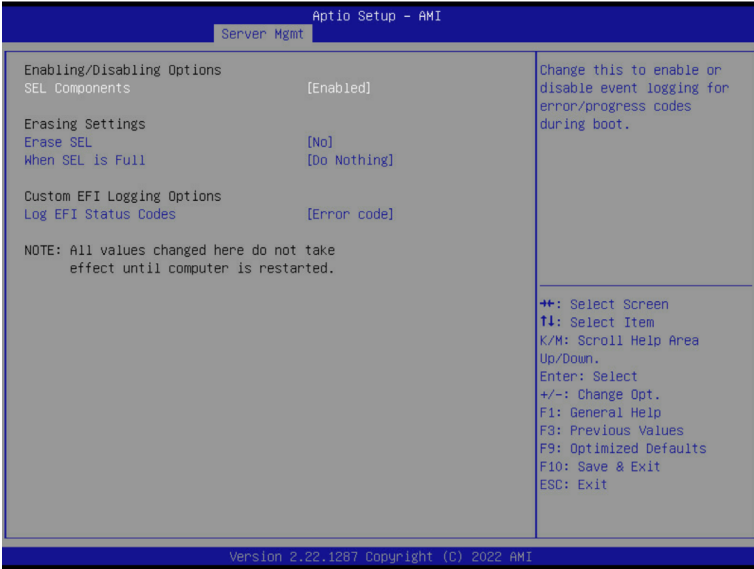 Aptio Setup – AMI
Server Mgmt
Enabling/Disabling Options
SEL Components [Enabled]
Erasing Settings
Erase SEL [No]
When SEL is Full [Do Nothing]
Custom EFI Logging Options
Log EFI Status Codes [Error code]
NOTE: All values changed here do not take
effect until computer is restarted.
Change this to enable or
disable event logging for
error/progress codes
during boot.
→←: Select Screen
↑↓: Select Item
K/M: Scroll Help Area
Up/Down.
Enter: Select
+/-: Change Opt.
F1: General Help
F3: Previous Values
F9: Optimized Defaults
F10: Save & Exit
ESC: Exit
Version 2.22.1287 Copyright (C) 2022 AMI